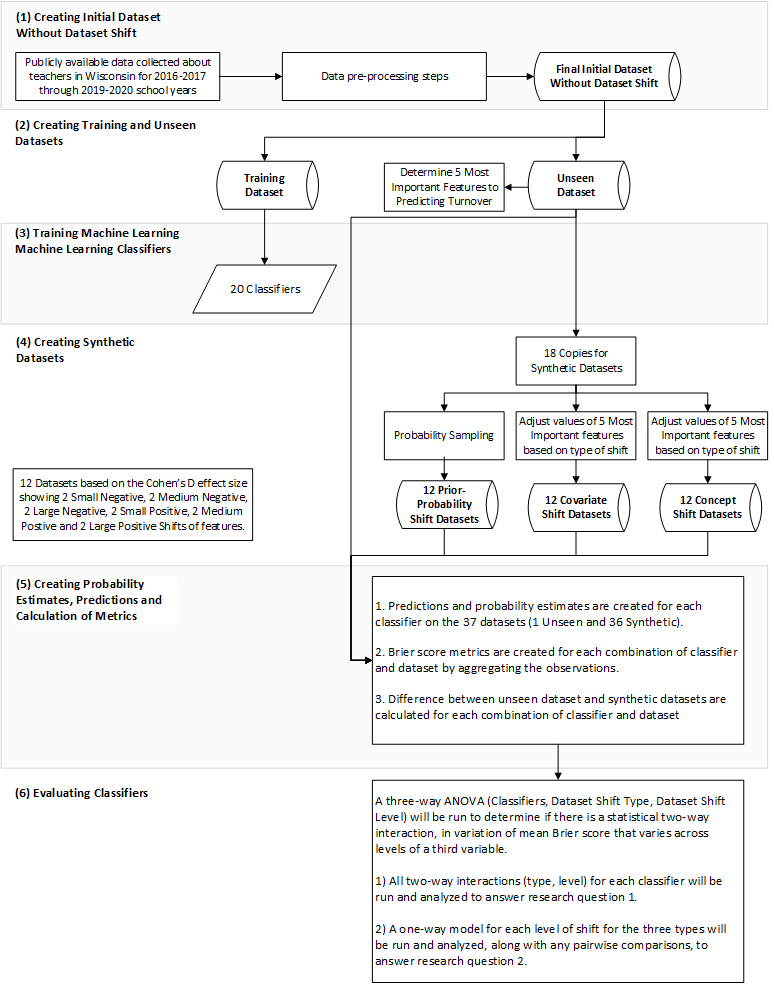 (1) Creating Initial Dataset
Without Dataset Shift
Publicly available data collected about
teachers in Wisconsin for 2016-2017
through 2019-2020 school years
Data pre-processing steps
Final Initial Dataset
Without Dataset Shift
(2) Creating Training and Unseen
Datasets
Training
Dataset
Determine 5 Most
Important Features to
Predicting Turnover
Unseen
Dataset
(3) Training Machine Learning
Machine Learning Classifiers
20 Classifiers
(4) Creating Synthetic
Datasets
18 Copies for
Synthetic Datasets
Probability Sampling
Adjust values of 5 Most
Important features
based on type of shift
Adjust values of 5 Most
Important features
based on type of shift
12 Datasets based on the Cohen's D effect size
showing 2 Small Negative, 2 Medium Negative,
2 Large Negative, 2 Small Positive, 2 Medium
Postive and 2 Large Positive Shifts of features.
12 Prior-
Probability
Shift Datasets
12 Covariate
Shift Datasets
12 Concept
Shift Datasets
(5) Creating Probability
Estimates, Predictions and
Calculation of Metrics
1. Predictions and probability estimates are created for each
classifier on the 37 datasets (1 Unseen and 36 Synthetic).
2. Brier score metrics are created for each combination of classifier
and dataset by aggregating the observations.
3. Difference between unseen dataset and synthetic datasets are
calculated for each combination of classifier and dataset
(6) Evaluating Classifiers
A three-way ANOVA (Classifiers, Dataset Shift Type, Dataset Shift
Level) will be run to determine if there is a statistical two-way
interaction, in variation of mean Brier score that varies across
levels of a third variable.
1) All two-way interactions (type, level) for each classifier will be
run and analyzed to answer research question 1.
2) A one-way model for each level of shift for the three types will
be run and analyzed, along with any pairwise comparisons, to
answer research question 2.